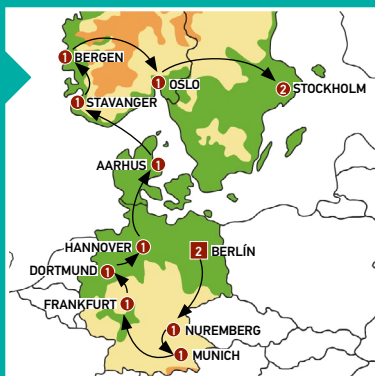 1 BERGEN
1 OSLO
2 STOCKHOLM
1 STAVANGER
AARHUS 1
HANNOVER 1
2 BERLÍN
DORTMUND 1
FRANKFURT 1
1 NUREMBERG
1 MUNICH